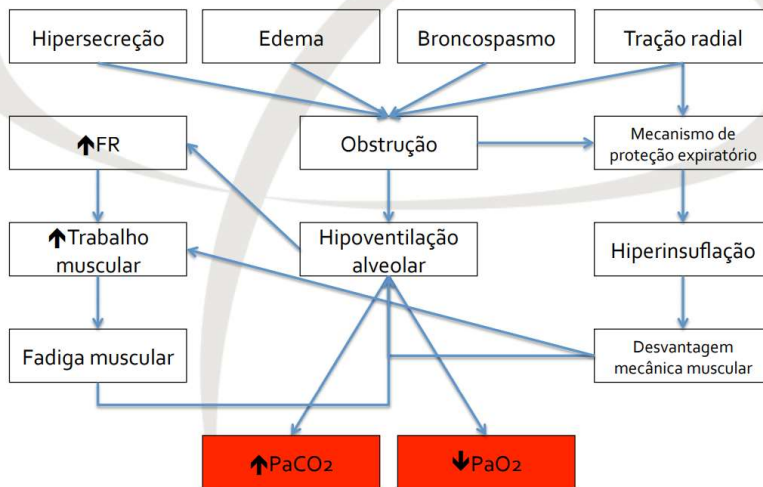 Hipersecreção
Edema
Broncospasmo
Tração radial
↑FR
Obstrução
Mecanismo de
proteção expiratório
↑Trabalho
muscular
Hipoventilação
alveolar
Hiperinsuflação
Fadiga muscular
Desvantagem
mecânica muscular
↑PaCO2
↓PaO2